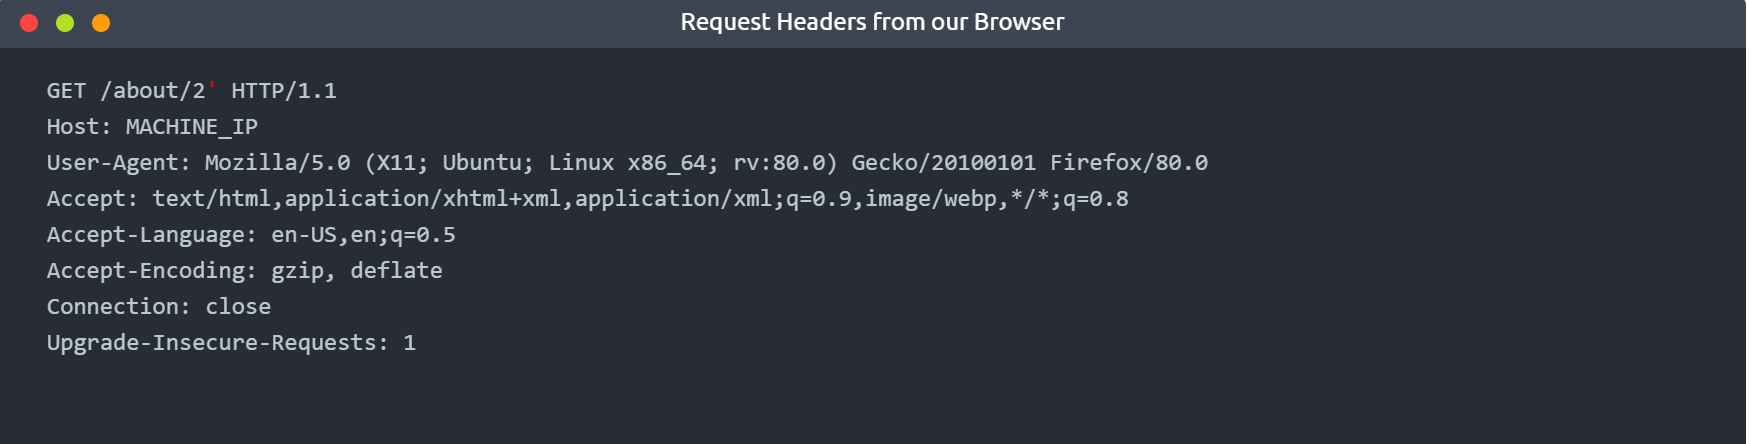 Request Headers from our Browser
GET /about/2' HTTP/1.1
Host: MACHINE_IP
User-Agent: Mozilla/5.0 (X11; Ubuntu; Linux x86_64; rv:80.0) Gecko/20100101 Firefox/80.0
Accept: text/html,application/xhtml+xml,application/xml;q=0.9,image/webp,*/*;q=0.8
Accept-Language: en-US,en;q=0.5
Accept-Encoding: gzip, deflate
Connection: close
Upgrade-Insecure-Requests: 1